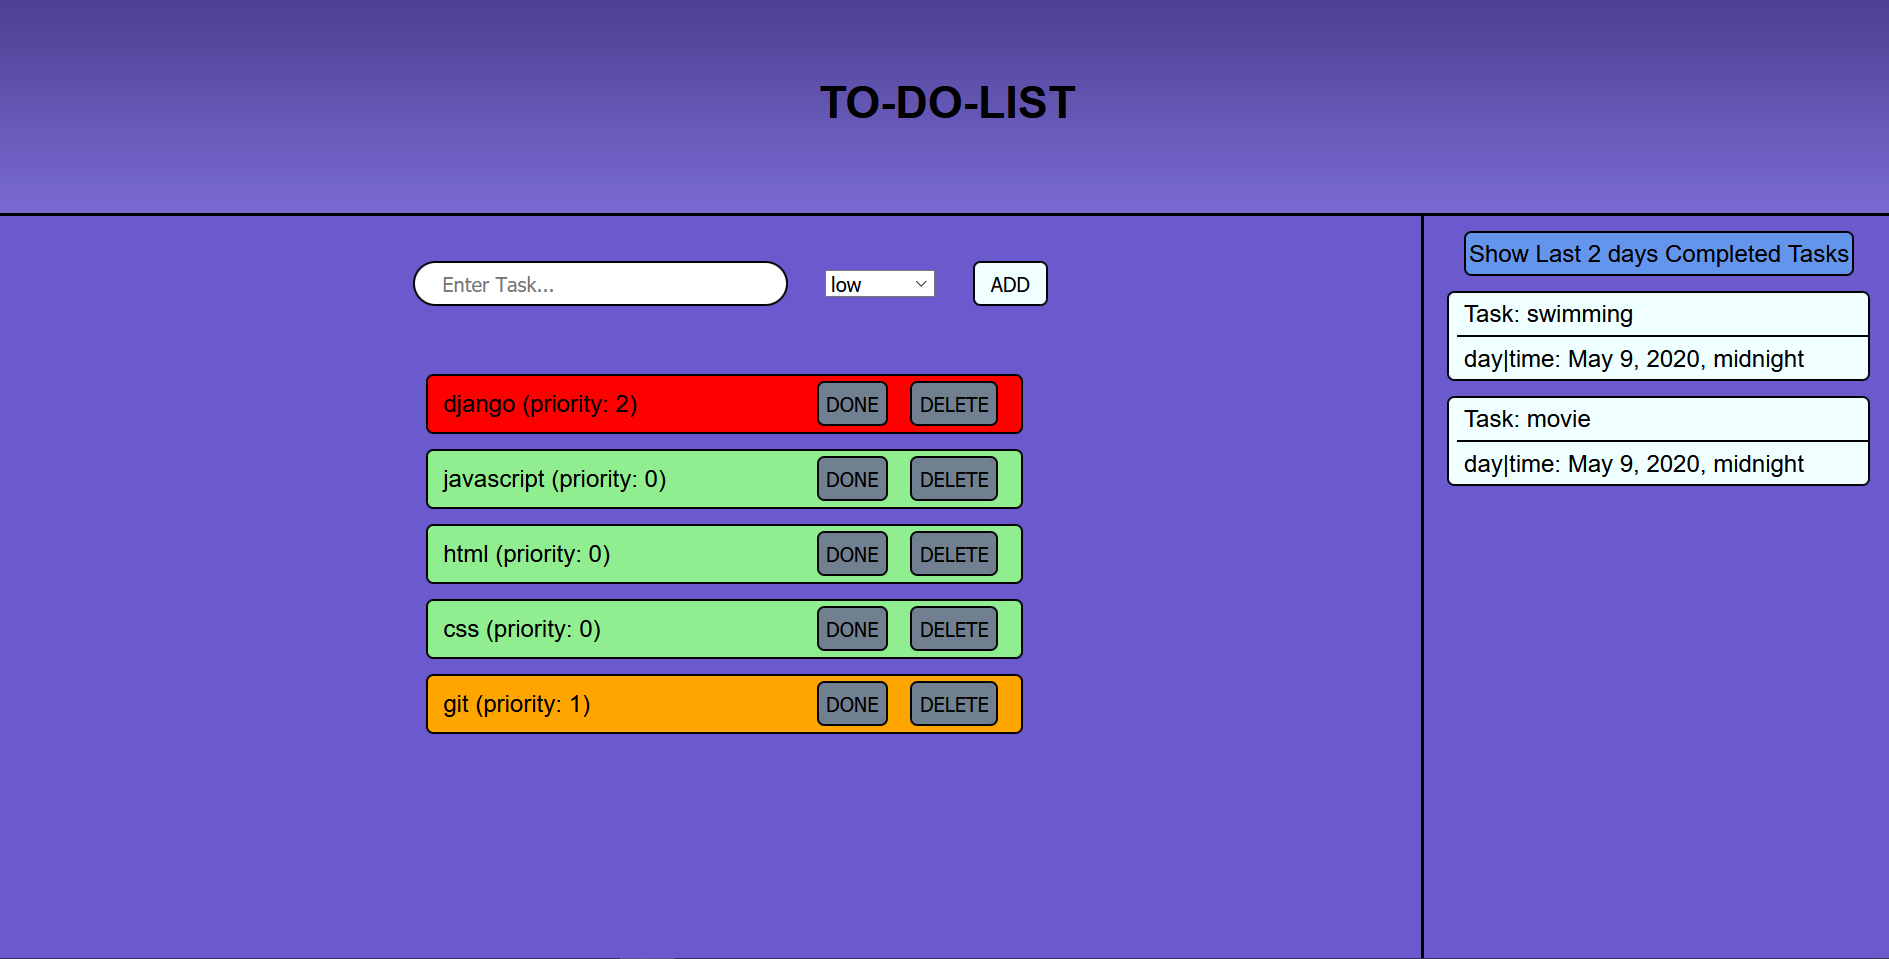 TO-DO-LIST
Enter Task... low ADD
django (priority: 2) DONE DELETE
javascript (priority: 0) DONE DELETE
html (priority: 0) DONE DELETE
css (priority: 0) DONE DELETE
git (priority: 1) DONE DELETE
Show Last 2 days Completed Tasks
Task: swimming
day|time: May 9, 2020, midnight
Task: movie
day|time: May 9, 2020, midnight